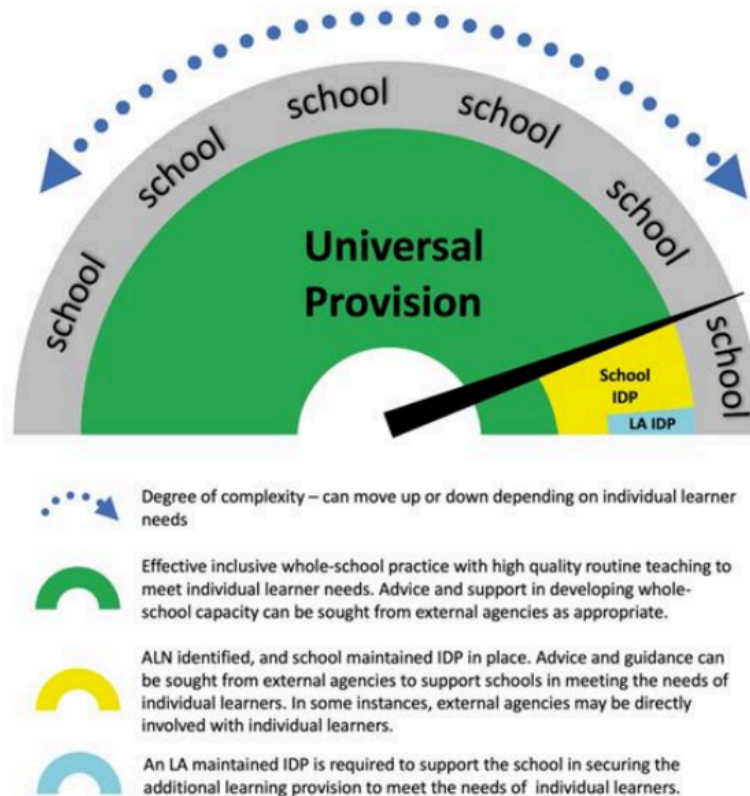 school
school
school
school
school
school
Universal
Provision
School
IDP
LA IDP
Degree of complexity – can move up or down depending on individual learner
needs
Effective inclusive whole-school practice with high quality routine teaching to
meet individual learner needs. Advice and support in developing whole-
school capacity can be sought from external agencies as appropriate.
ALN identified, and school maintained IDP in place. Advice and guidance can
be sought from external agencies to support schools in meeting the needs of
individual learners. In some instances, external agencies may be directly
involved with individual learners.
An LA maintained IDP is required to support the school in securing the
additional learning provision to meet the needs of individual learners.